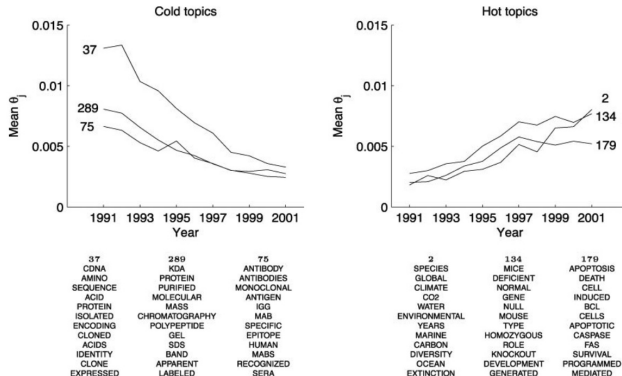 Cold topics
0.015
0.01
0.005
0
Mean θj
37
289
75
1991 1993 1995 1997 1999 2001
Year
Hot topics
0.015
0.01
0.005
0
Mean θj
2
134
179
1991 1993 1995 1997 1999 2001
Year
37 289 75
CDNA KDA ANTIBODY
AMINO PROTEIN ANTIBODIES
SEQUENCE PURIFIED MONOCLONAL
ACID MOLECULAR ANTIGEN
PROTEIN MASS IGG
ISOLATED CHROMATOGRAPHY MAB
ENCODING POLYPEPTIDE SPECIFIC
CLONED GEL EPITOPE
ACIDS SDS HUMAN
IDENTITY BAND MABS
CLONE APPARENT RECOGNIZED
EXPRESSED LABELED SERA
2 134 179
SPECIES MICE APOPTOSIS
GLOBAL DEFICIENT DEATH
CLIMATE NORMAL CELL
CO2 GENE INDUCED
WATER NULL BCL
ENVIRONMENTAL MOUSE CELLS
YEARS TYPE APOPTOTIC
MARINE HOMOZYGOUS CASPASE
CARBON ROLE FAS
DIVERSITY KNOCKOUT SURVIVAL
OCEAN DEVELOPMENT PROGRAMMED
EXTINCTION GENERATED MEDIATED